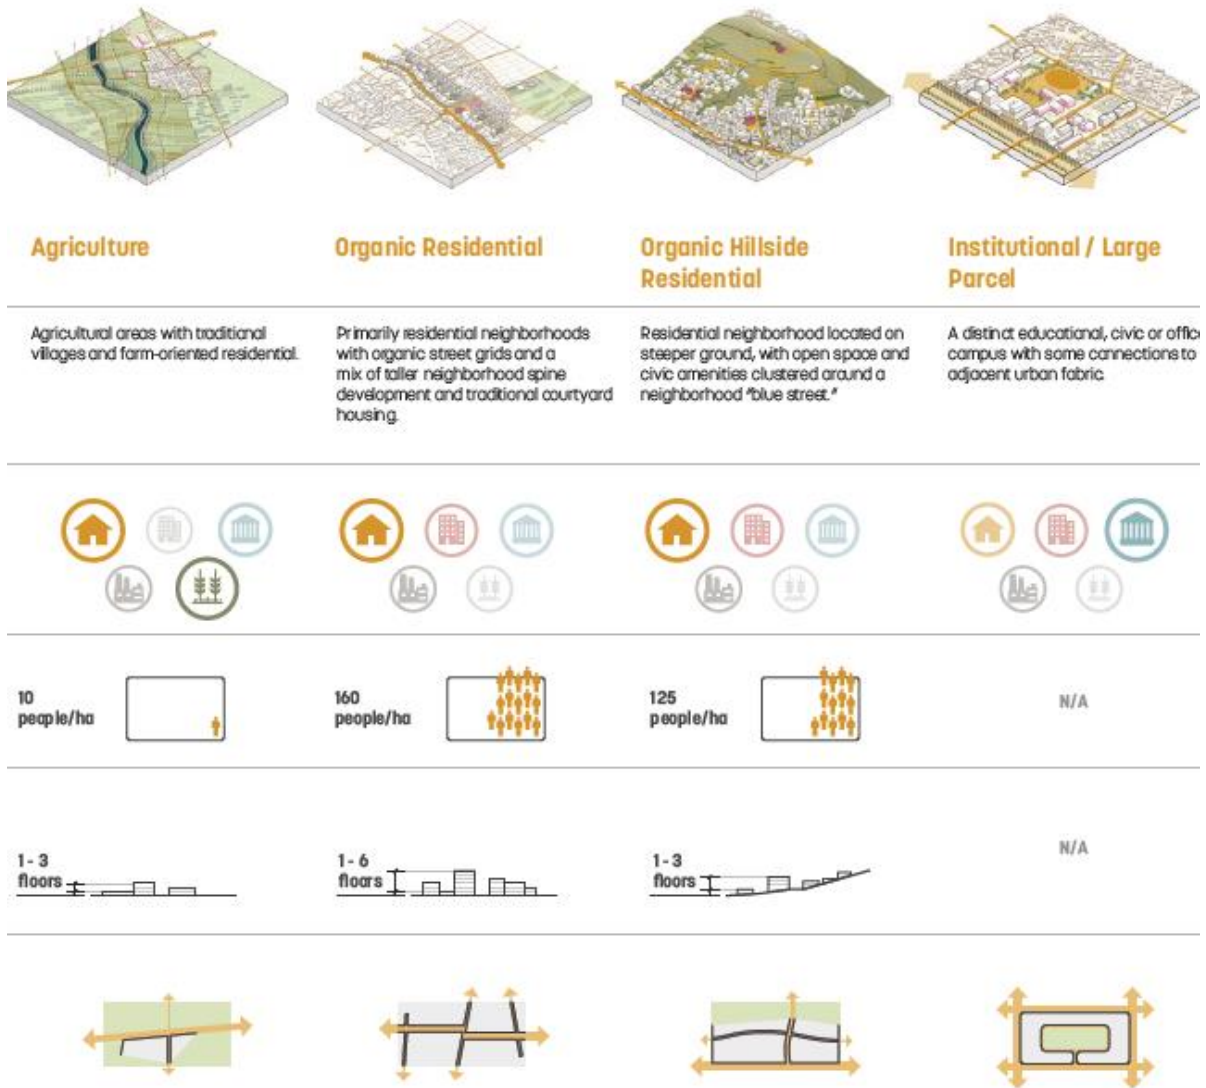 Agriculture
Organic Residential
Organic Hillside
Residential
Institutional / Large
Parcel
Agricultural areas with traditional
villages and farm-oriented residential.
Primarily residential neighborhoods
with organic street grids and a
mix of taller neighborhood spine
development and traditional courtyard
housing.
Residential neighborhood located on
steeper ground, with open space and
civic amenities clustered around a
neighborhood "blue street."
A distinct educational, civic or offic
campus with some connections to
adjacent urban fabric.
10
people/ha
160
people/ha
125
people/ha
N/A
1 - 3
floors
1 - 6
floors
1 - 3
floors
N/A